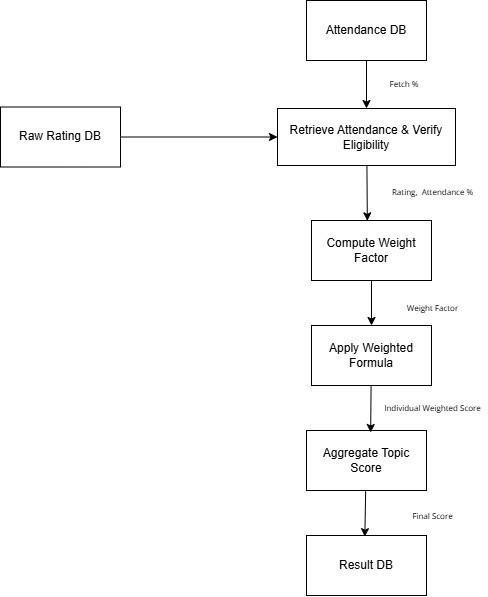 Attendance DB
Fetch %
Raw Rating DB
Retrieve Attendance & Verify
Eligibility
Rating,  Attendance %
Compute Weight
Factor
Weight Factor
Apply Weighted
Formula
Individual Weighted Score
Aggregate Topic
Score
Final Score
Result DB